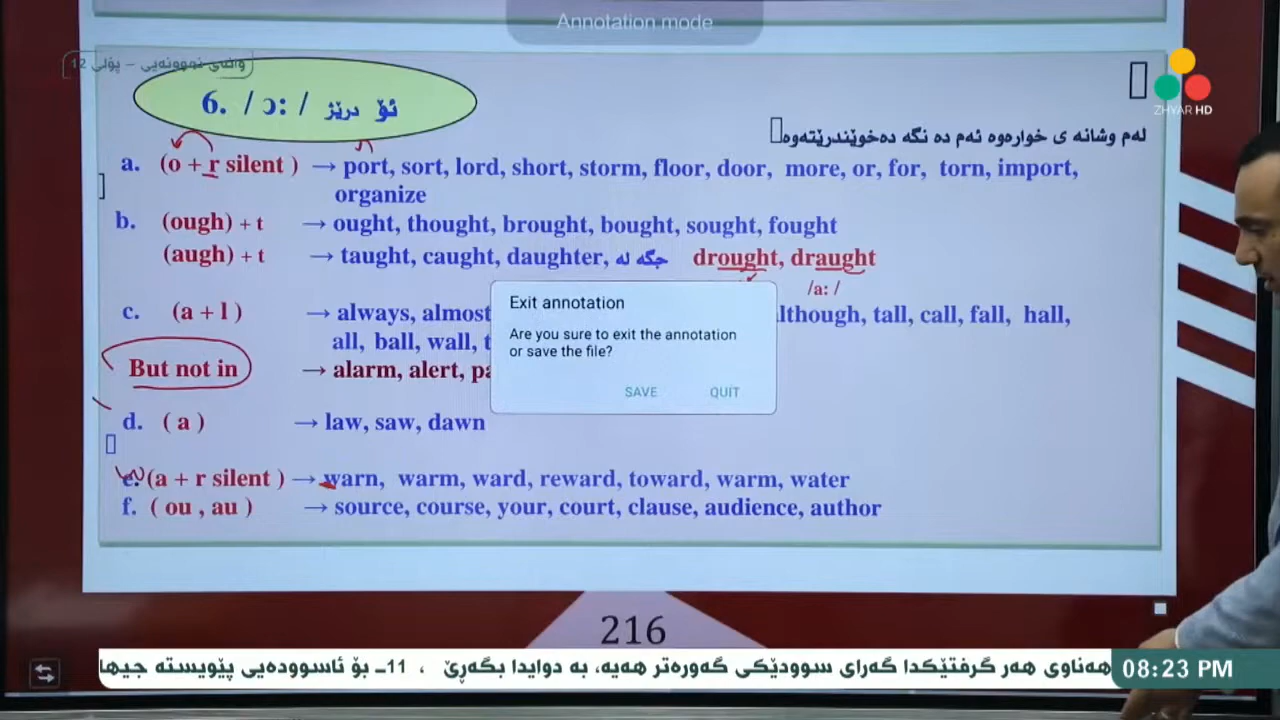 Annotation mode
وانەی نموونەیی – پۆلی 12
ZHYAR HD
6. / ɔ: / ئۆ درێژ
لەم وشانە ی خوارەوە ئەم دە نگە دەخوێندرێتەوە
a. (o + r silent ) → port, sort, lord, short, storm, floor, door, more, or, for, torn, import,
organize
b. (ough) + t → ought, thought, brought, bought, sought, fought
(augh) + t → taught, caught, daughter, جگە لە drought, draught
/a: /
c. (a + l ) → always, almost lthough, tall, call, fall, hall,
all, ball, wall, t
But not in → alarm, alert, pa
Exit annotation
Are you sure to exit the annotation
or save the file?
SAVE QUIT
d. ( a ) → law, saw, dawn
e. (a + r silent ) → warn, warm, ward, reward, toward, warm, water
f. ( ou , au ) → source, course, your, court, clause, audience, author
216
هەناوی هەر گرفتێکدا گەرای سوودێکی گەورەتر هەیە، بە دوایدا بگەڕێ ، 11ـ بۆ ئاسوودەیی پێویستە جیها
08:23 PM